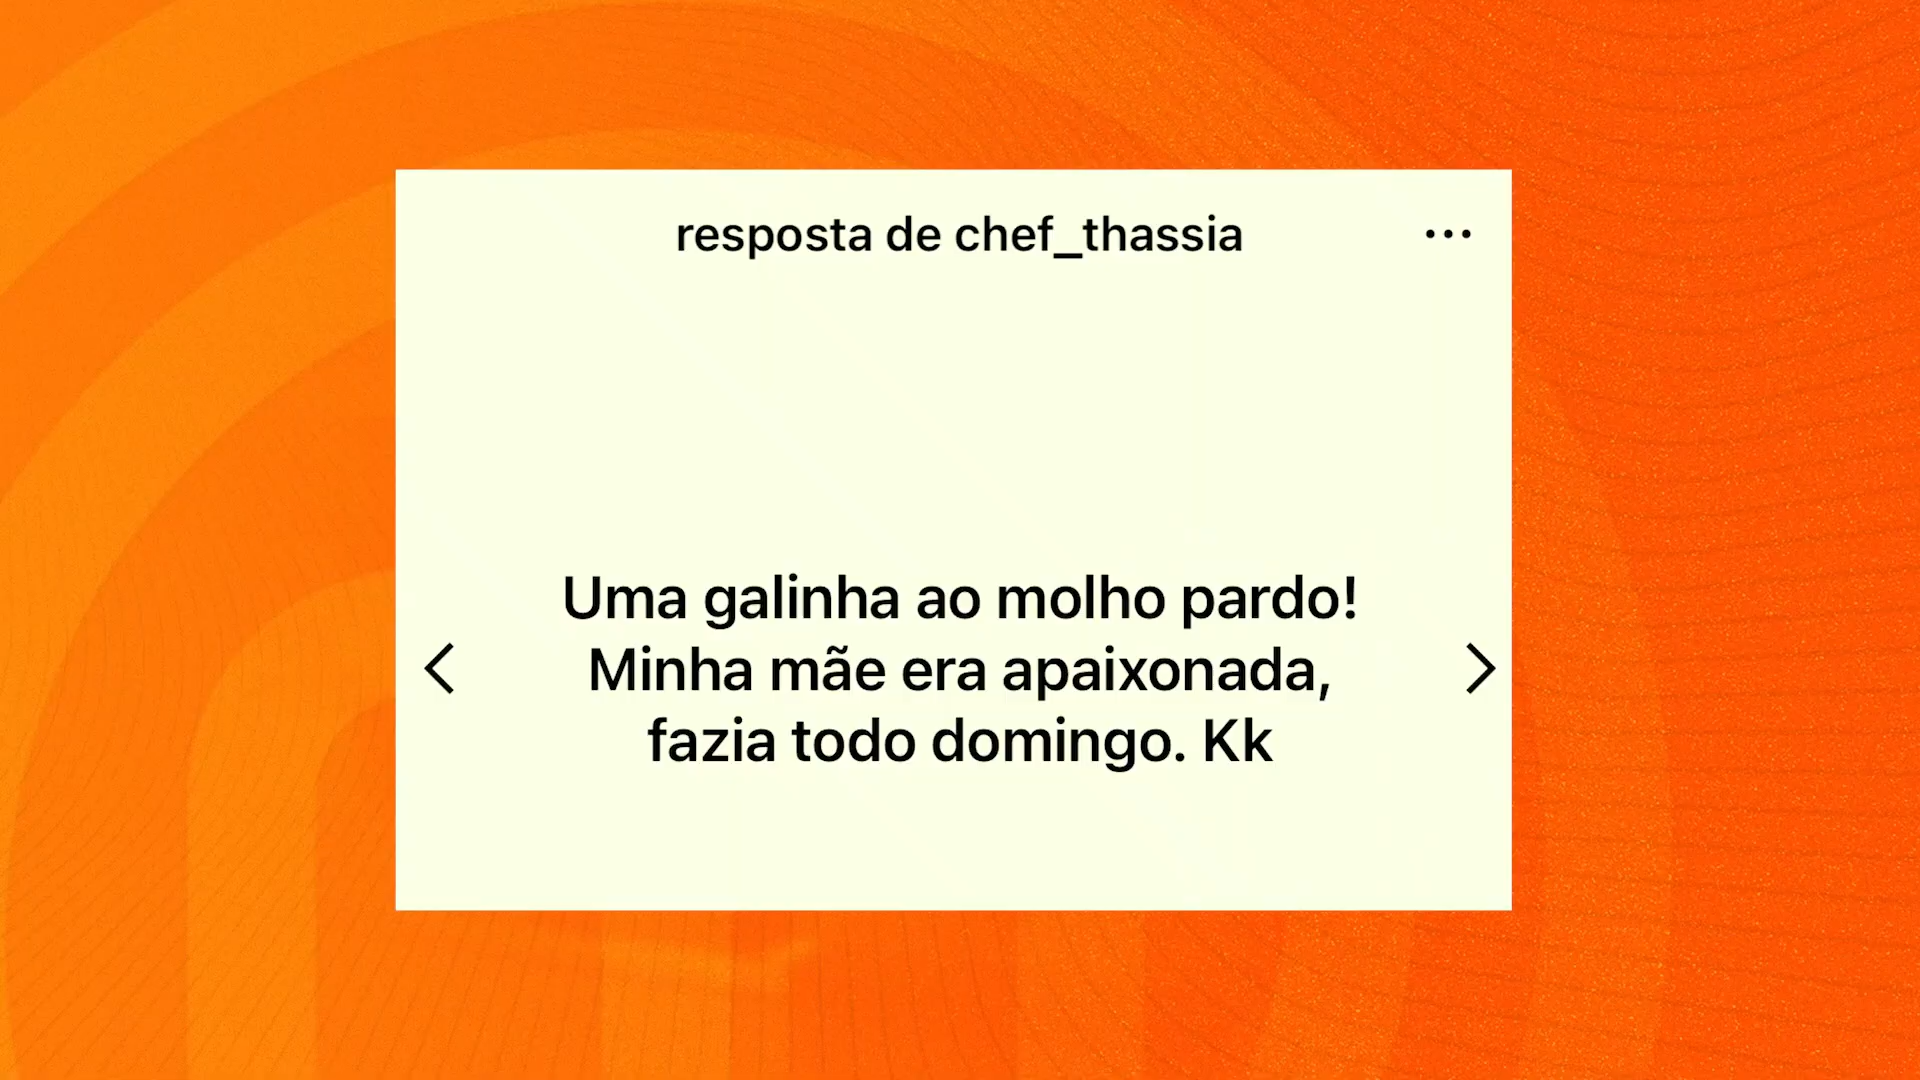 resposta de chef_thassia
Uma galinha ao molho pardo!
Minha mãe era apaixonada,
fazia todo domingo. Kk